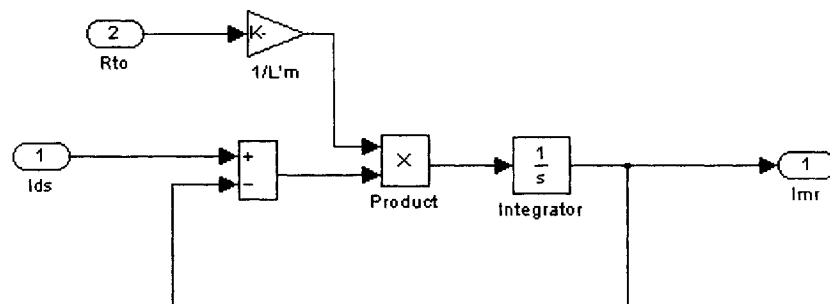 2
Rto
K-
1/L'm
1
Ids
+
−
×
Product
1
s
Integrator
1
Imr